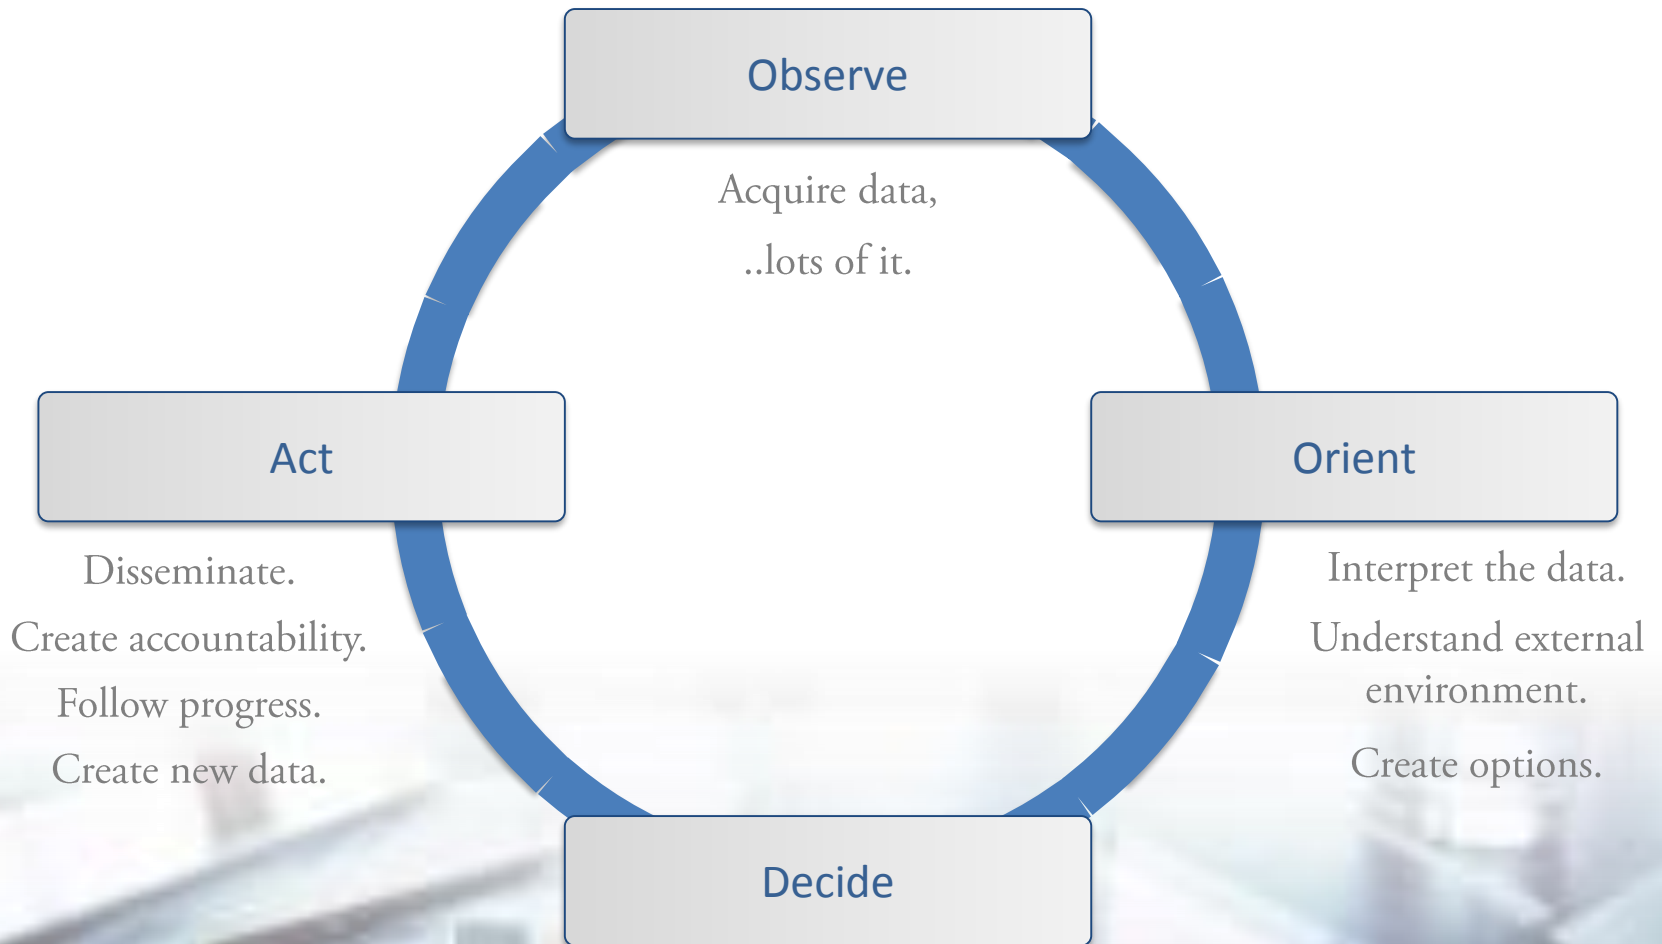 Observe
Acquire data,
..lots of it.
Act
Orient
Disseminate.
Create accountability.
Follow progress.
Create new data.
Interpret the data.
Understand external
environment.
Create options.
Decide